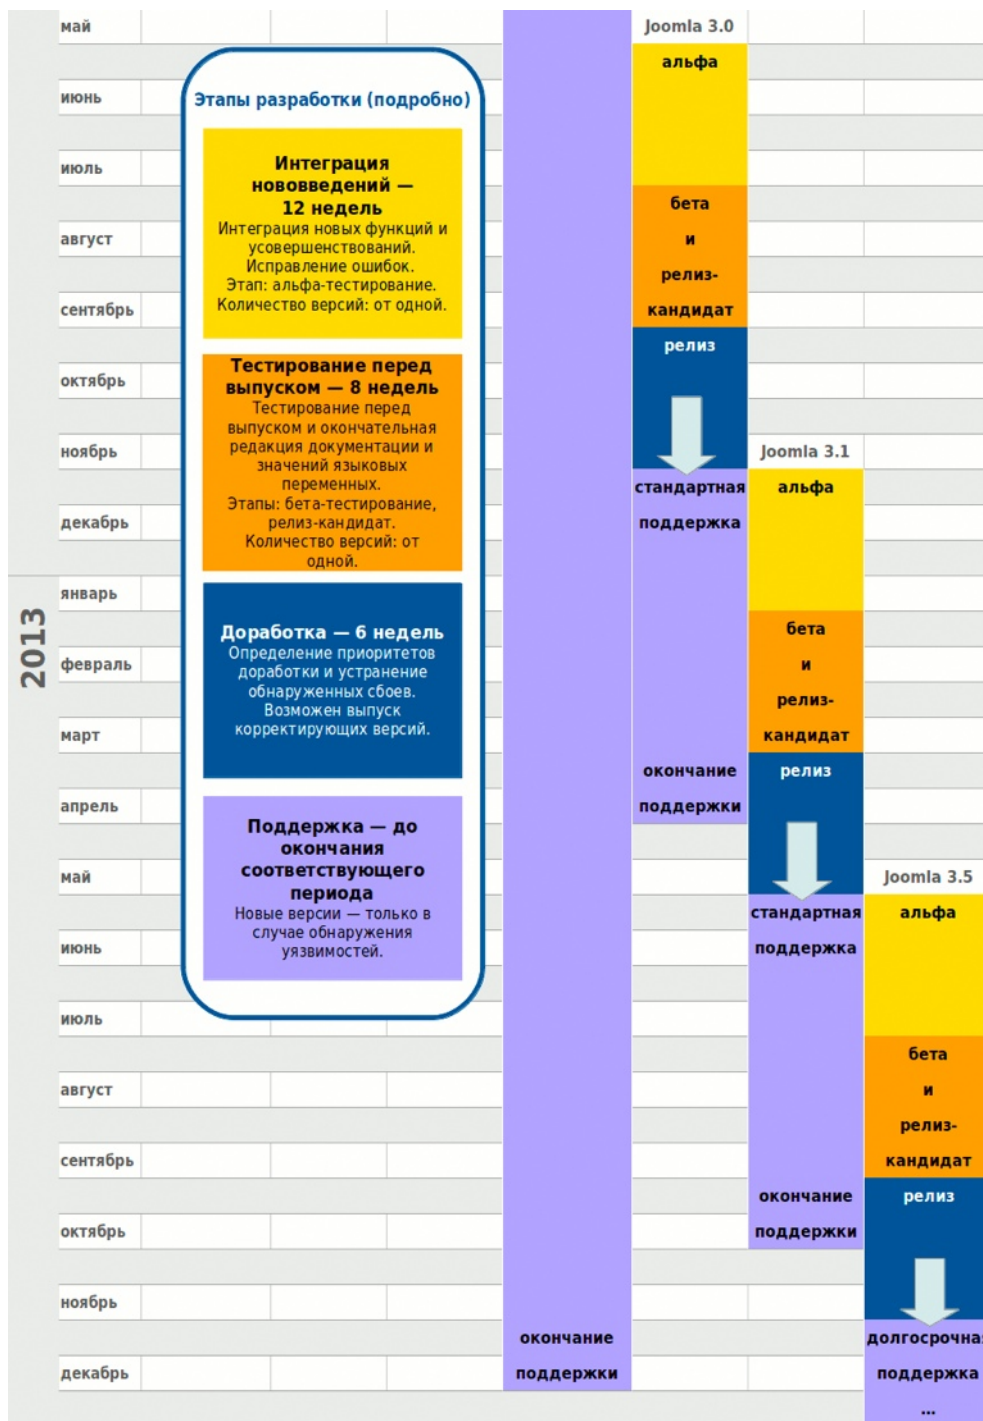 май
июнь
июль
август
сентябрь
октябрь
ноябрь
декабрь
2013
январь
февраль
март
апрель
май
июнь
июль
август
сентябрь
октябрь
ноябрь
декабрь
Этапы разработки (подробно)
Интеграция
нововведений —
12 недель
Интеграция новых функций и
усовершенствований.
Исправление ошибок.
Этап: альфа-тестирование.
Количество версий: от одной.
Тестирование перед
выпуском — 8 недель
Тестирование перед
выпуском и окончательная
редакция документации и
значений языковых
переменных.
Этапы: бета-тестирование,
релиз-кандидат.
Количество версий: от
одной.
Доработка — 6 недель
Определение приоритетов
доработки и устранение
обнаруженных сбоев.
Возможен выпуск
корректирующих версий.
Поддержка — до
окончания
соответствующего
периода
Новые версии — только в
случае обнаружения
уязвимостей.
окончание
поддержки
Joomla 3.0
альфа
бета
и
релиз-
кандидат
релиз
стандартная
поддержка
окончание
поддержки
Joomla 3.1
альфа
бета
и
релиз-
кандидат
релиз
стандартная
поддержка
окончание
поддержки
Joomla 3.5
альфа
бета
и
релиз-
кандидат
релиз
долгосрочная
поддержка
...